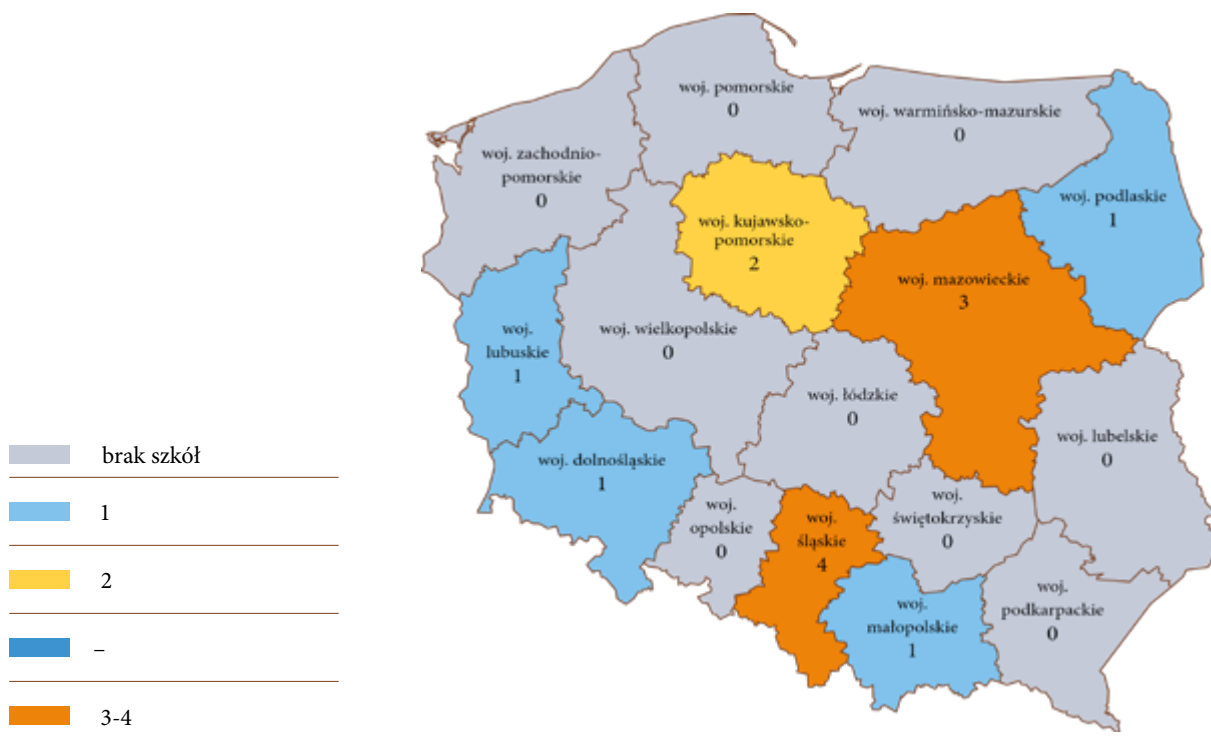 woj. pomorskie
0
woj. warmińsko-mazurskie
0
woj. zachodnio-
pomorskie
0
woj. podlaskie
1
woj. kujawsko-
pomorskie
2
woj. mazowieckie
3
woj.
lubuskie
1
woj. wielkopolskie
0
woj. łódzkie
0
woj. lubelskie
0
woj. dolnośląskie
1
woj.
opolskie
0
woj.
śląskie
4
woj.
świętokrzyskie
0
woj.
małopolskie
1
woj.
podkarpackie
0
brak szkół
1
2
–
3-4